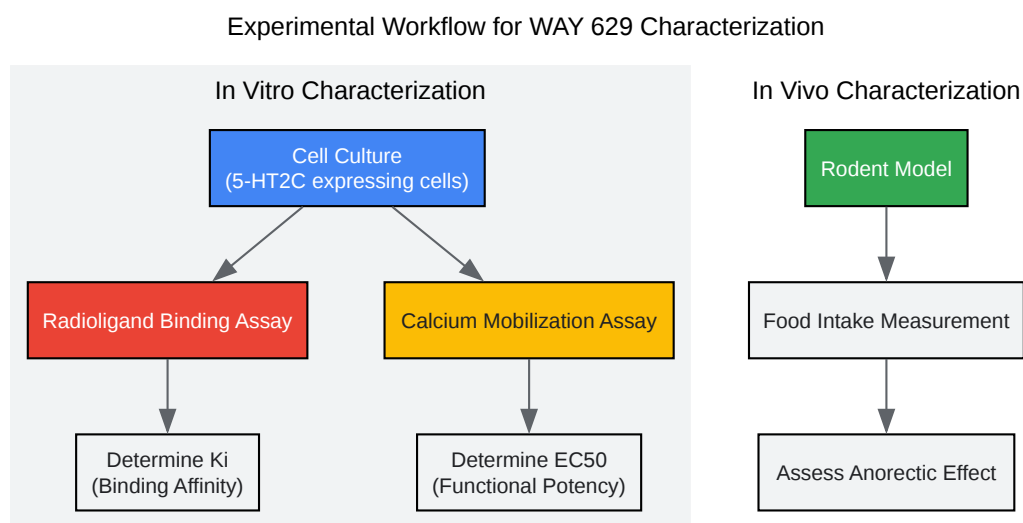 Experimental Workflow for WAY 629 Characterization
In Vitro Characterization
In Vivo Characterization
Cell Culture
(5-HT2C expressing cells)
Rodent Model
Radioligand Binding Assay
Calcium Mobilization Assay
Food Intake Measurement
Determine Ki
(Binding Affinity)
Determine EC50
(Functional Potency)
Assess Anorectic Effect